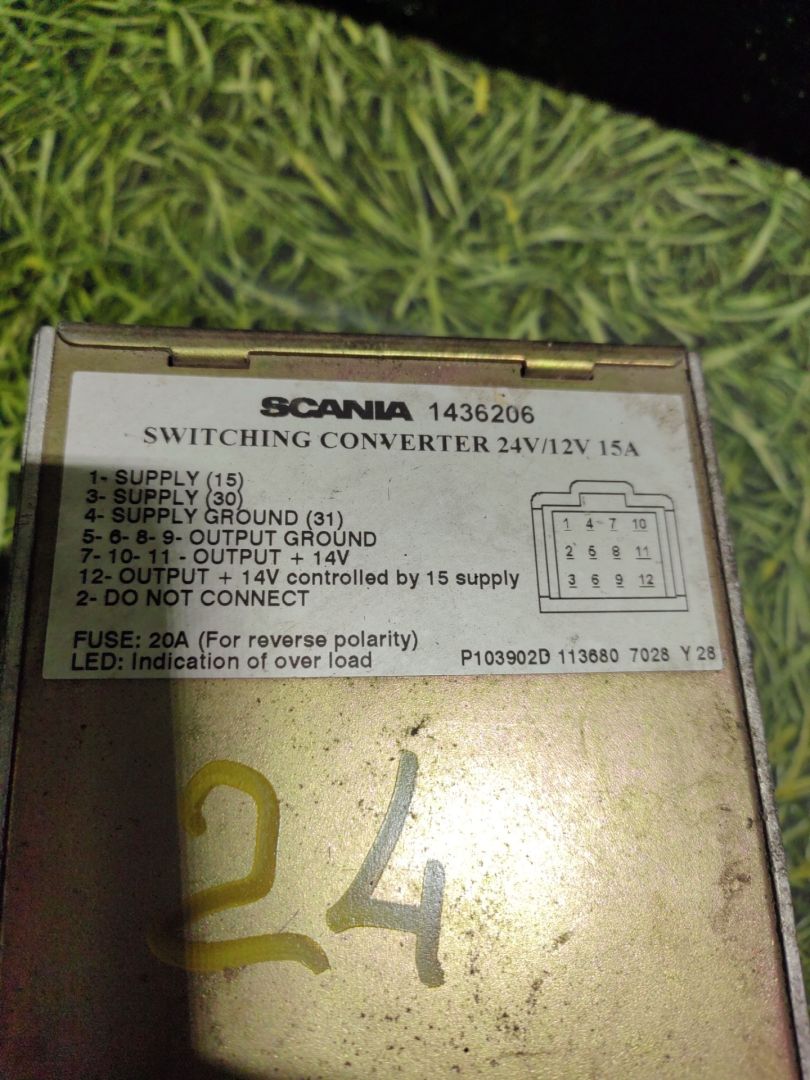 SCANIA 1436206
SWITCHING CONVERTER 24V/12V 15A
1- SUPPLY (15)
3- SUPPLY (30)
4- SUPPLY GROUND (31)
5- 6- 8- 9- OUTPUT GROUND
7- 10- 11 - OUTPUT + 14V
12- OUTPUT + 14V controlled by 15 supply
2- DO NOT CONNECT
1 4 7 10
2 5 8 11
3 6 9 12
FUSE: 20A (For reverse polarity)
LED: Indication of over load
P103902D 113680 7028 Y 28
24